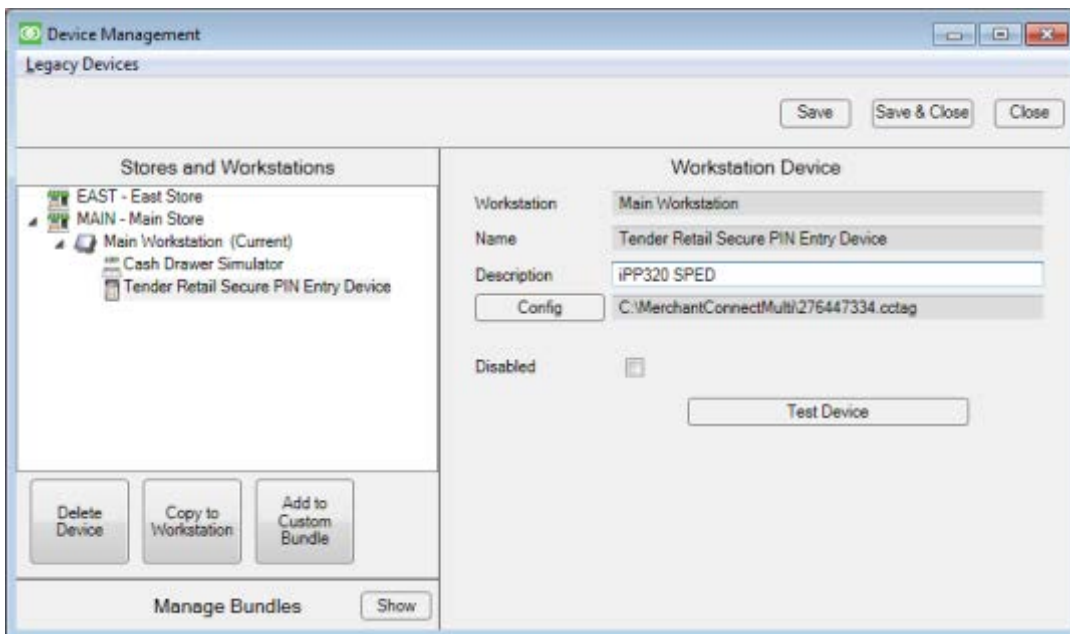 Device Management
Legacy Devices
Save Save & Close Close
Stores and Workstations
EAST - East Store
MAIN - Main Store
Main Workstation (Current)
Cash Drawer Simulator
Tender Retail Secure PIN Entry Device
Delete Device
Copy to Workstation
Add to Custom Bundle
Manage Bundles Show
Workstation Device
Workstation Main Workstation
Name Tender Retail Secure PIN Entry Device
Description iPP320 SPED
Config C:\MerchantConnectMulti\276447334.cctag
Disabled
Test Device